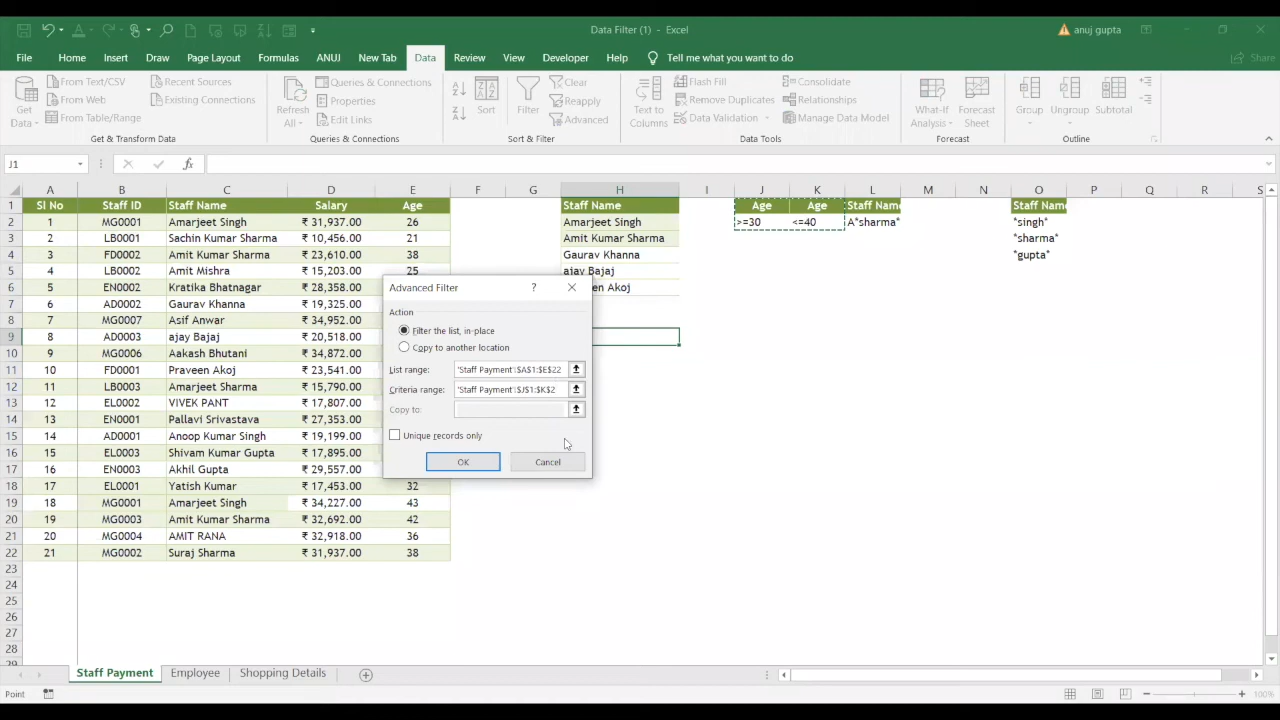 Data Filter (1) - Excel
anuj gupta
File Home Insert Draw Page Layout Formulas ANUJ New Tab Data Review View Developer Help Tell me what you want to do Share
Get Data
From Text/CSV
From Web
From Table/Range
Recent Sources
Existing Connections
Get & Transform Data
Refresh All
Queries & Connections
Properties
Edit Links
Queries & Connections
Sort
Filter
Clear
Reapply
Advanced
Sort & Filter
Text to Columns
Flash Fill
Remove Duplicates
Data Validation
Consolidate
Relationships
Manage Data Model
Data Tools
What-If Analysis
Forecast Sheet
Forecast
Group
Ungroup
Subtotal
Outline
J1
fx
A B C D E F G H I J K L M N O P Q R S
1 Sl No Staff ID Staff Name Salary Age Staff Name Age Age Staff Name Staff Name
2 1 MG0001 Amarjeet Singh ₹ 31,937.00 26 Amarjeet Singh >=30 <=40 A*sharma* *singh*
3 2 LB0001 Sachin Kumar Sharma ₹ 10,456.00 21 Amit Kumar Sharma *sharma*
4 3 FD0002 Amit Kumar Sharma ₹ 23,610.00 38 Gaurav Khanna *gupta*
5 4 LB0002 Amit Mishra ₹ 15,203.00 25 ajay Bajaj
6 5 EN0002 Kratika Bhatnagar ₹ 28,358.00 en Akoj
7 6 AD0002 Gaurav Khanna ₹ 19,325.00
8 7 MG0007 Asif Anwar ₹ 34,952.00
9 8 AD0003 ajay Bajaj ₹ 20,518.00
10 9 MG0006 Aakash Bhutani ₹ 34,872.00
11 10 FD0001 Praveen Akoj ₹ 23,541.00
12 11 LB0003 Amarjeet Sharma ₹ 15,790.00
13 12 EL0002 VIVEK PANT ₹ 17,807.00
14 13 EN0001 Pallavi Srivastava ₹ 27,353.00
15 14 AD0001 Anoop Kumar Singh ₹ 19,199.00
16 15 EL0003 Shivam Kumar Gupta ₹ 17,895.00
17 16 EN0003 Akhil Gupta ₹ 29,557.00
18 17 EL0001 Yatish Kumar ₹ 17,453.00 32
19 18 MG0001 Amarjeet Singh ₹ 34,227.00 43
20 19 MG0003 Amit Kumar Sharma ₹ 32,692.00 42
21 20 MG0004 AMIT RANA ₹ 32,918.00 36
22 21 MG0002 Suraj Sharma ₹ 31,937.00 38
23
24
25
26
27
28
29
Advanced Filter ?
Action
Filter the list, in-place
Copy to another location
List range: 'Staff Payment'!$A$1:$E$22
Criteria range: 'Staff Payment'!$J$1:$K$2
Copy to:
Unique records only
OK Cancel
Staff Payment Employee Shopping Details
Point 100%